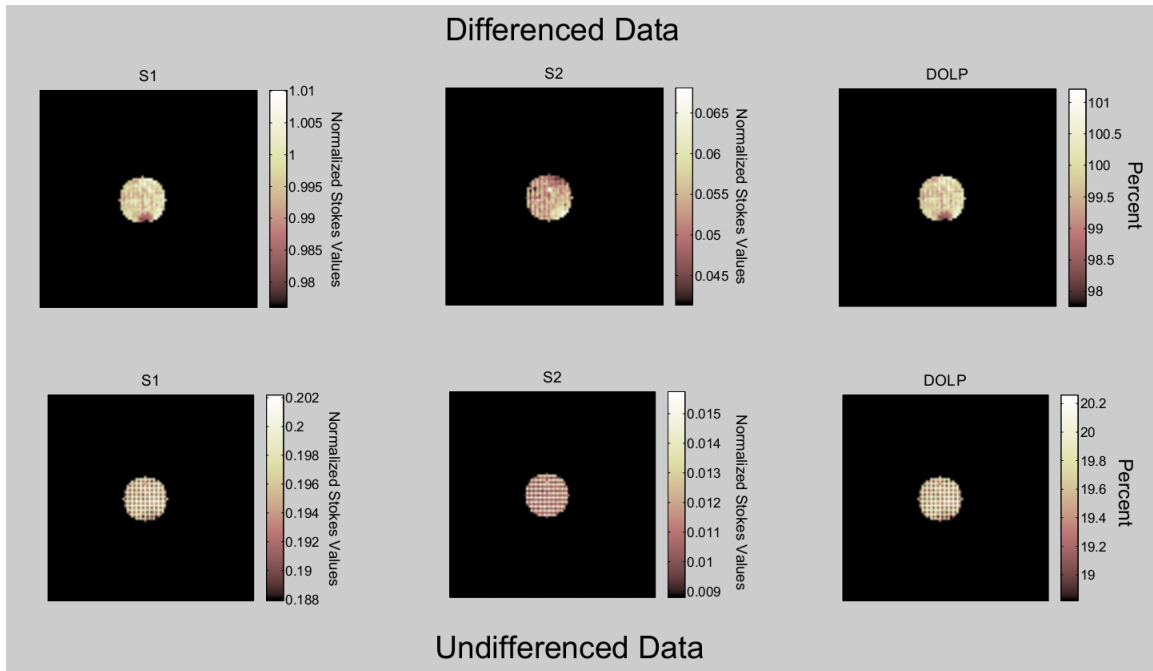 Differenced Data
S1
1.01
1.005
1
0.995
0.99
0.985
0.98
Normalized Stokes Values
S2
0.065
0.06
0.055
0.05
0.045
Normalized Stokes Values
DOLP
101
100.5
100
99.5
99
98.5
98
Percent
S1
0.202
0.2
0.198
0.196
0.194
0.192
0.19
0.188
Normalized Stokes Values
S2
0.015
0.014
0.013
0.012
0.011
0.01
0.009
Normalized Stokes Values
DOLP
20.2
20
19.8
19.6
19.4
19.2
19
Percent
Undifferenced Data